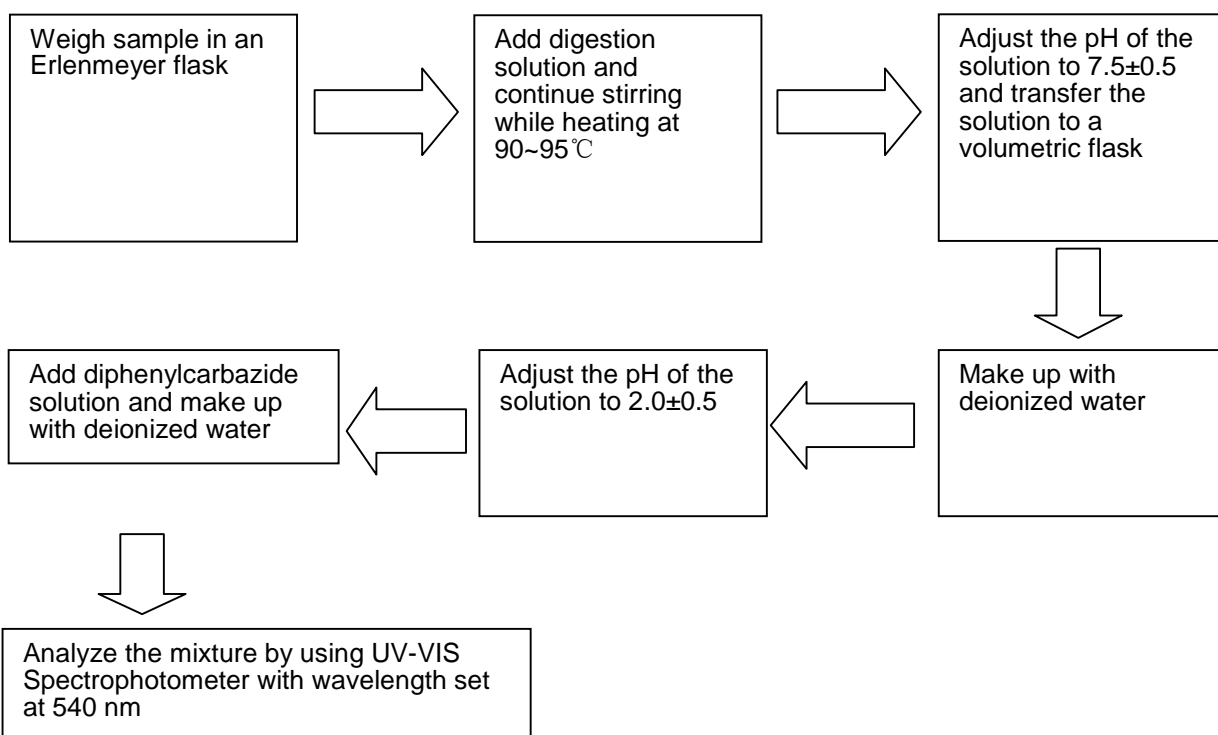 Weigh sample in an
Erlenmeyer flask
Add digestion
solution and
continue stirring
while heating at
90~95℃
Adjust the pH of the
solution to 7.5±0.5
and transfer the
solution to a
volumetric flask
Make up with
deionized water
Adjust the pH of the
solution to 2.0±0.5
Add diphenylcarbazide
solution and make up
with deionized water
Analyze the mixture by using UV-VIS
Spectrophotometer with wavelength set
at 540 nm